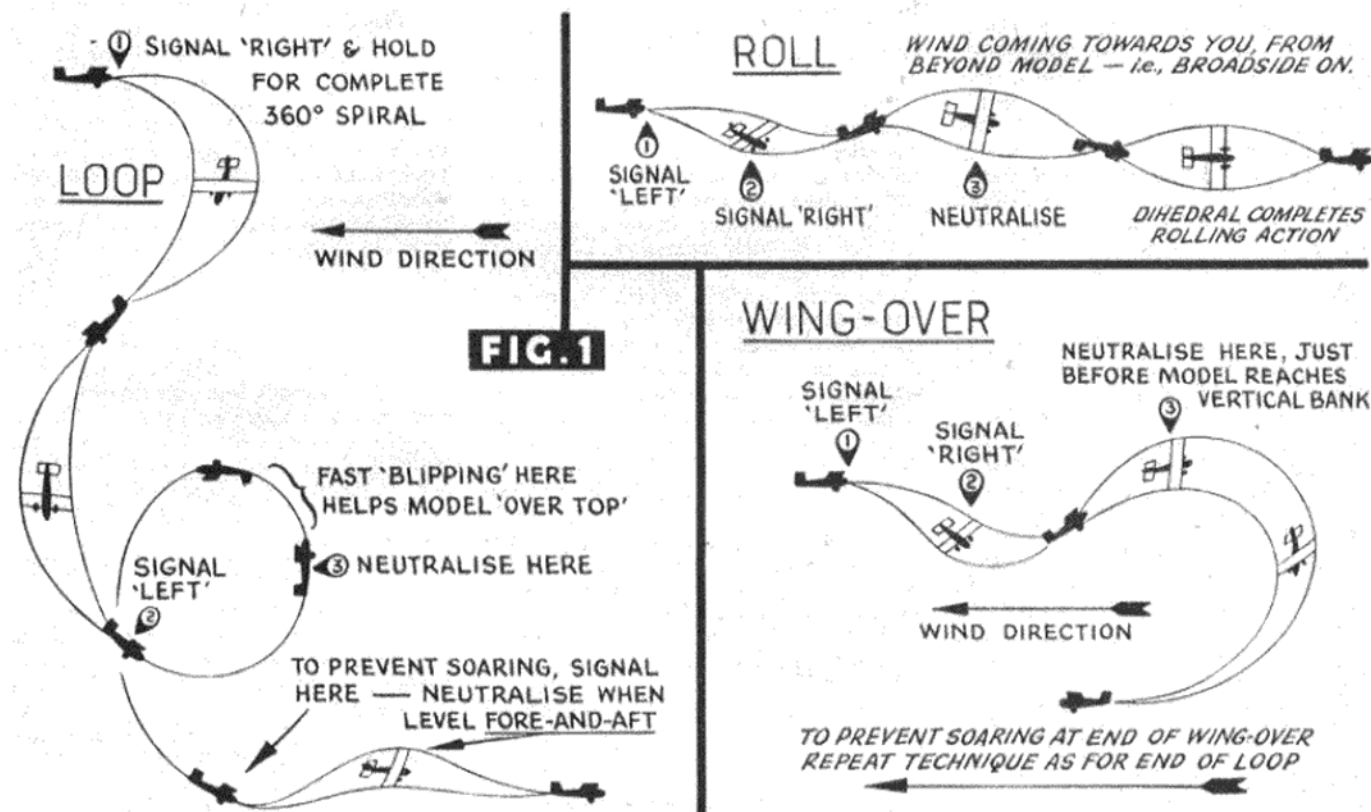 ① SIGNAL 'RIGHT' & HOLD
FOR COMPLETE
360° SPIRAL
LOOP
WIND DIRECTION
FIG. 1
FAST 'BLIPPING' HERE
HELPS MODEL 'OVER TOP'
SIGNAL
'LEFT'
②
③ NEUTRALISE HERE
TO PREVENT SOARING, SIGNAL
HERE — NEUTRALISE WHEN
LEVEL FORE-AND-AFT
ROLL
WIND COMING TOWARDS YOU, FROM
BEYOND MODEL — i.e., BROADSIDE ON.
①
SIGNAL
'LEFT'
②
SIGNAL 'RIGHT'
③
NEUTRALISE
DIHEDRAL COMPLETES
ROLLING ACTION
WING-OVER
SIGNAL
'LEFT'
①
SIGNAL
'RIGHT'
②
NEUTRALISE HERE, JUST
BEFORE MODEL REACHES
VERTICAL BANK
③
WIND DIRECTION
TO PREVENT SOARING AT END OF WING-OVER
REPEAT TECHNIQUE AS FOR END OF LOOP